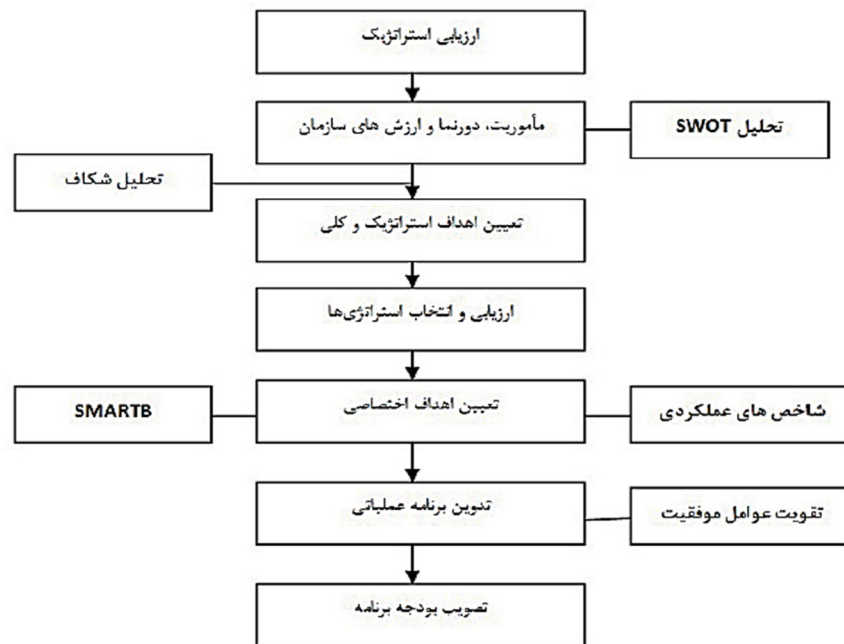 ارزیابی استراتژیک
مأموریت، دورنما و ارزش های سازمان
تحلیل SWOT
تحلیل شکاف
تعیین اهداف استراتژیک و کلی
ارزیابی و انتخاب استراتژی‌ها
SMARTB
تعیین اهداف اختصاصی
شاخص های عملکردی
تدوین برنامه عملیاتی
تقویت عوامل موفقیت
تصویب بودجه برنامه